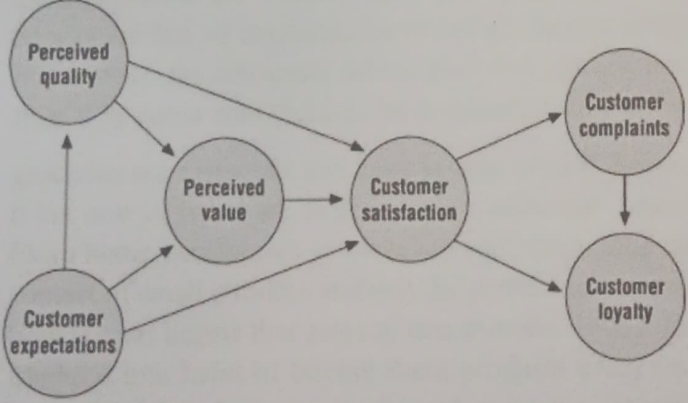 Perceived
quality
Customer
complaints
Perceived
value
Customer
satisfaction
Customer
loyalty
Customer
expectations